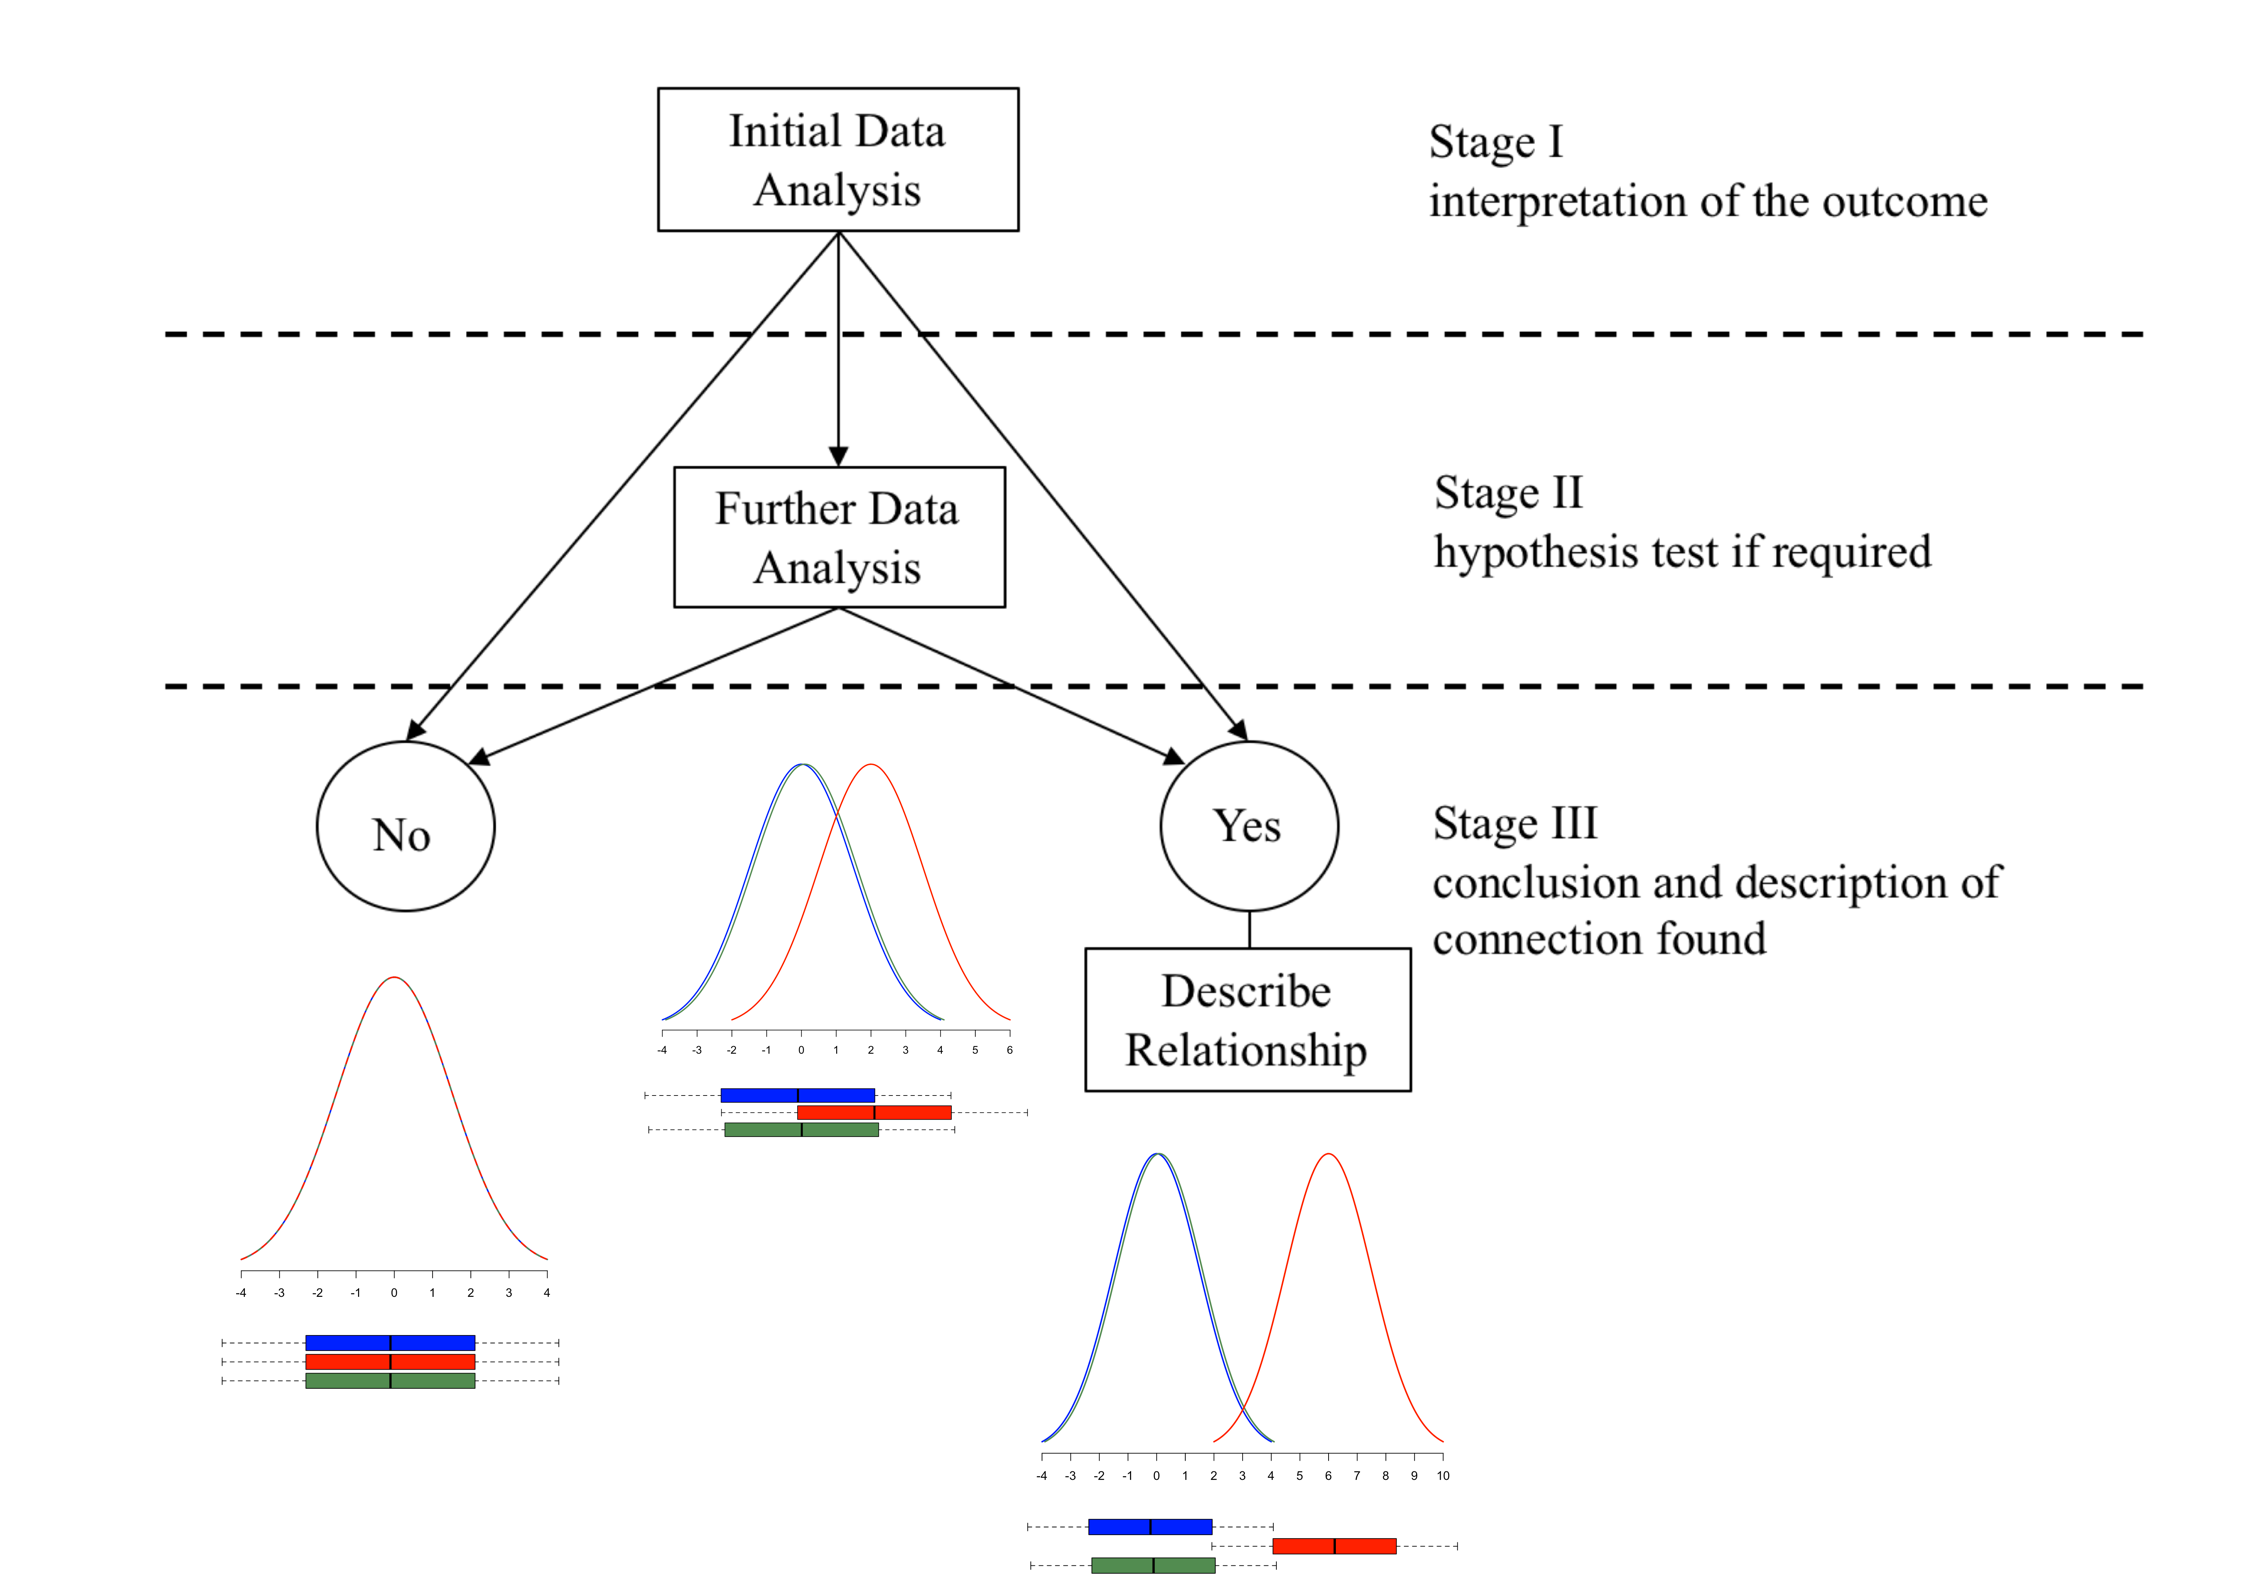 Initial Data
Analysis
Stage I
interpretation of the outcome
Further Data
Analysis
Stage II
hypothesis test if required
No
Yes
Stage III
conclusion and description of
connection found
Describe
Relationship
-4 -3 -2 -1 0 1 2 3 4 5 6
-4 -3 -2 -1 0 1 2 3 4
-4 -3 -2 -1 0 1 2 3 4 5 6 7 8 9 10